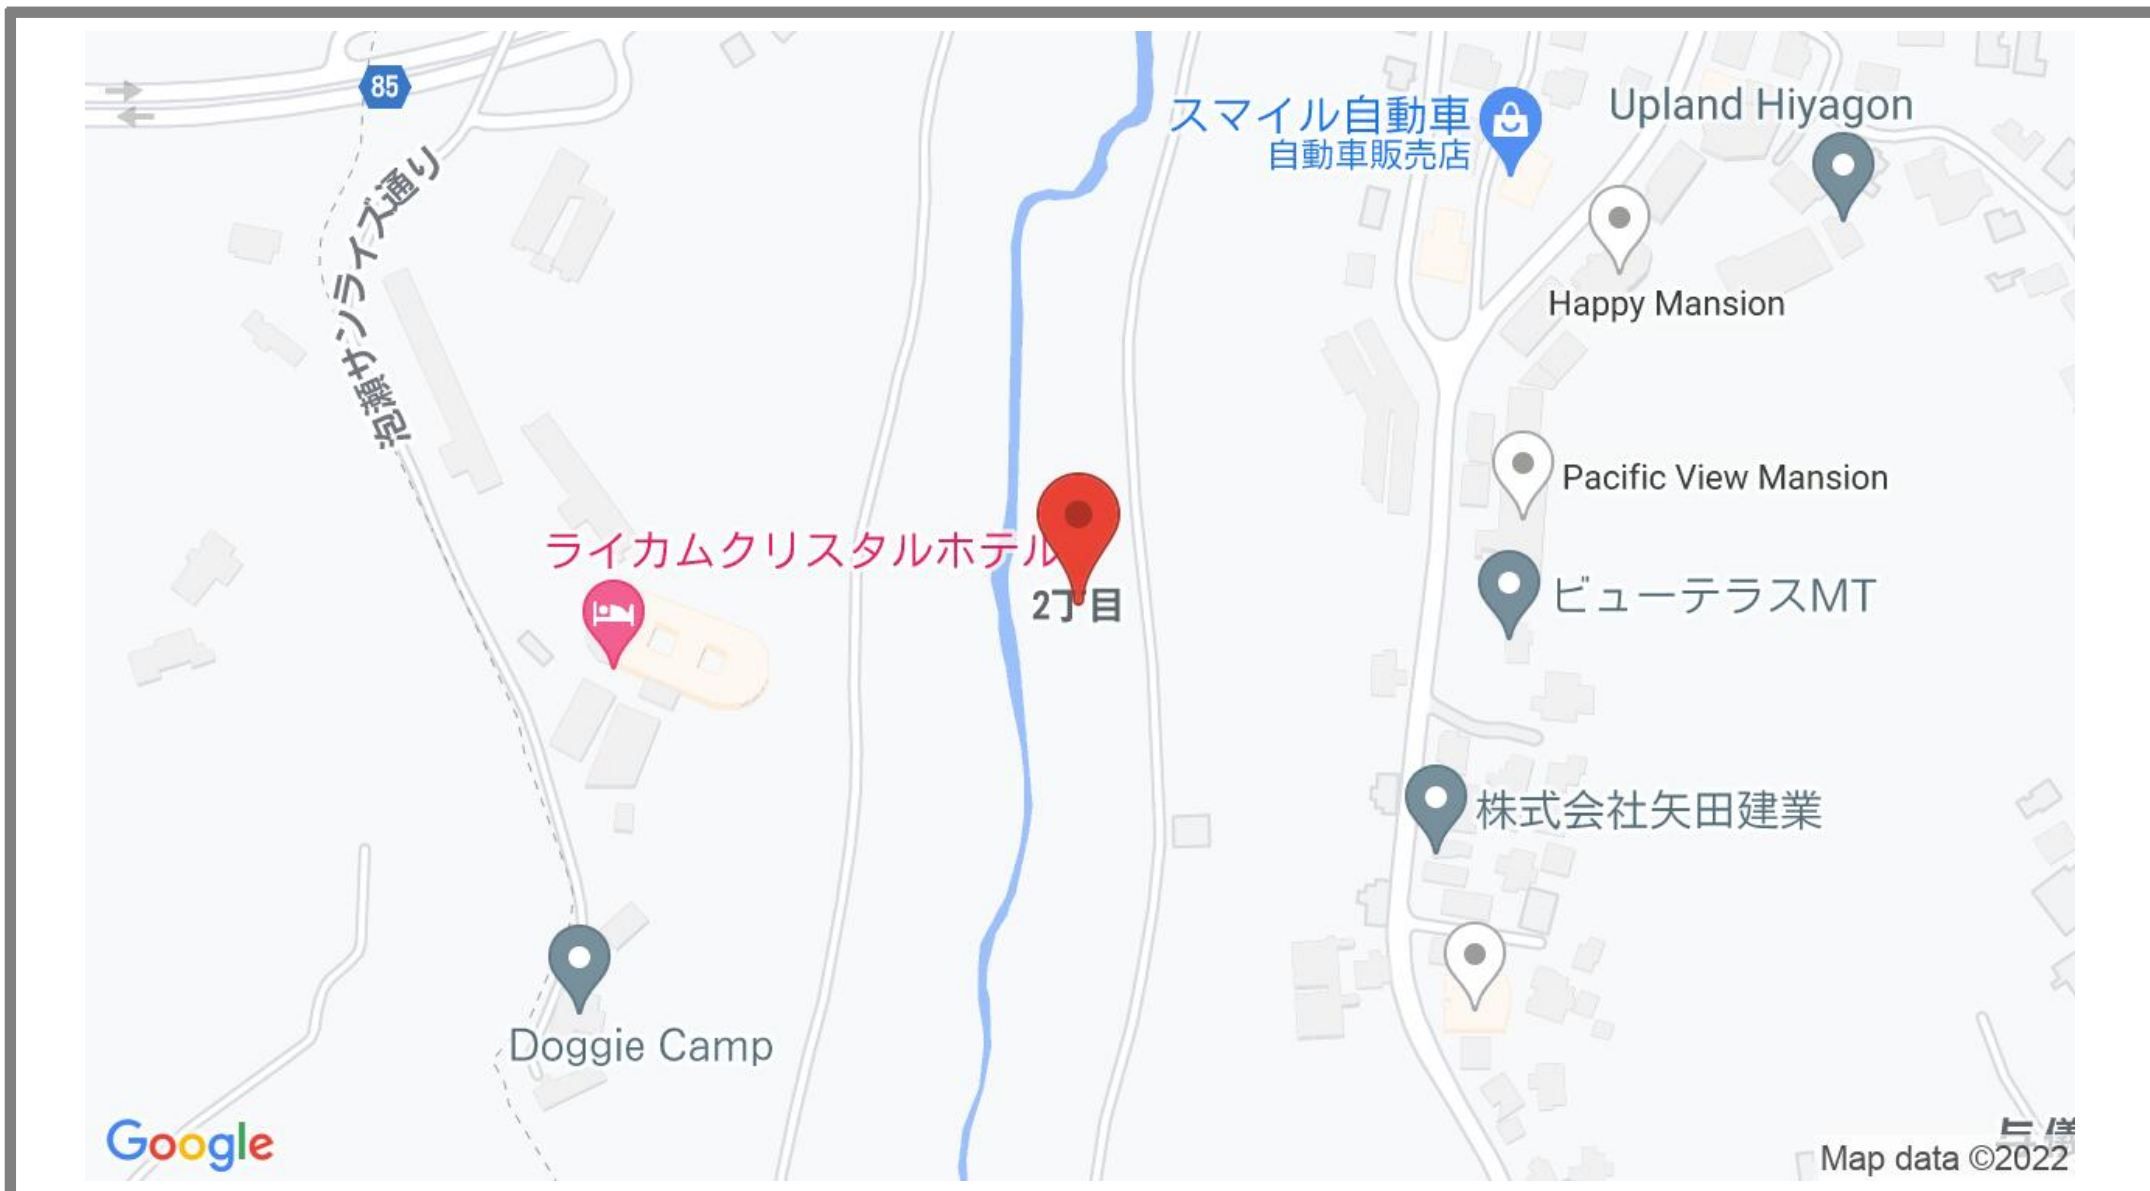 85
スマイル自動車
自動車販売店
Upland Hiyagon
泡瀬サンライズ通り
Happy Mansion
Pacific View Mansion
ライカムクリスタルホテル
2丁目
ビューテラスMT
株式会社矢田建業
Doggie Camp
Google
与儀
Map data ©2022